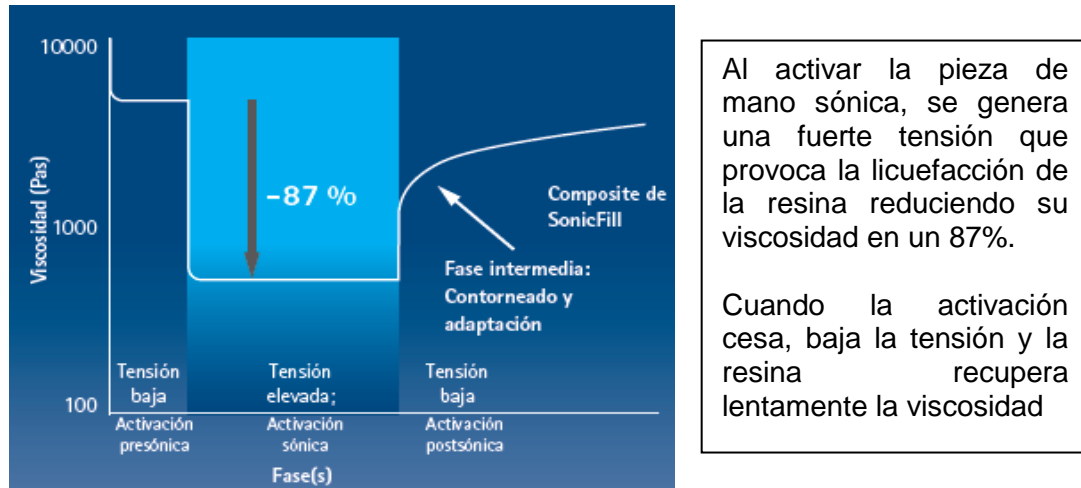 10000
1000
100
Viscosidad (Pas)
–87 %
Composite de
SonicFill
Fase intermedia:
Contorneado y
adaptación
Tensión
baja
Activación
presónica
Tensión
elevada;
Activación
sónica
Tensión
baja
Activación
postsónica
Fase(s)
Al activar la pieza de
mano sónica, se genera
una fuerte tensión que
provoca la licuefacción de
la resina reduciendo su
viscosidad en un 87%.
Cuando la activación
cesa, baja la tensión y la
resina recupera
lentamente la viscosidad